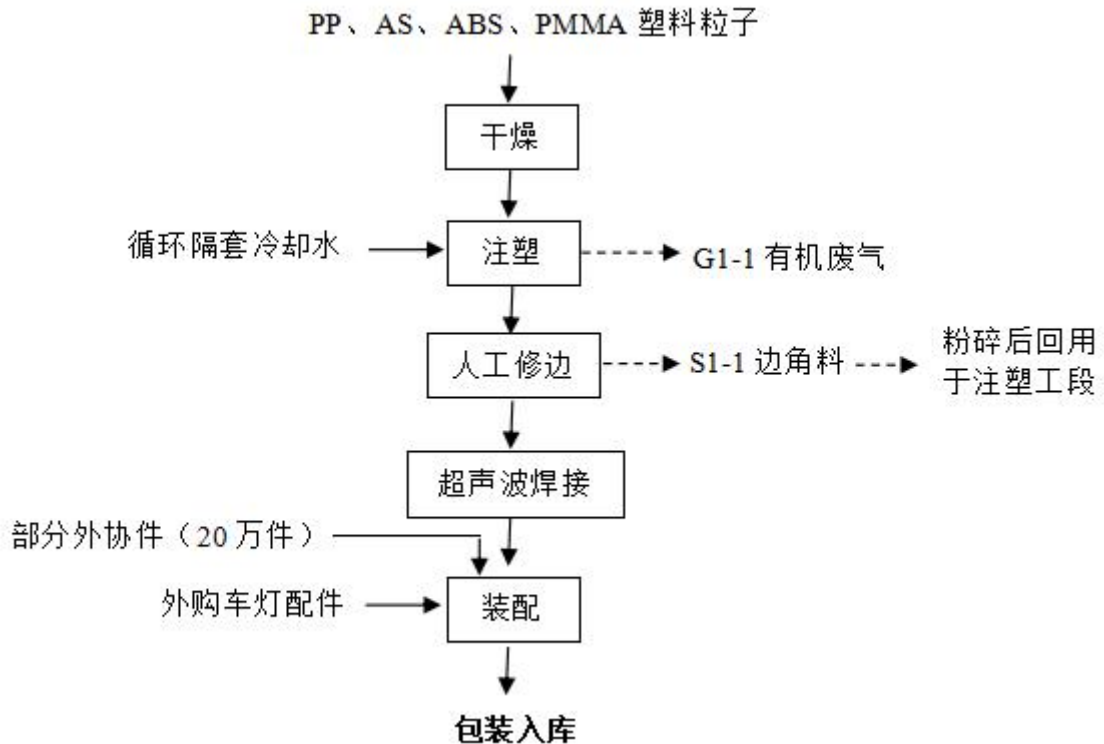 PP、AS、ABS、PMMA 塑料粒子
干燥
循环隔套冷却水
注塑
G1-1 有机废气
人工修边
S1-1 边角料
粉碎后回用
于注塑工段
超声波焊接
部分外协件（20 万件）
外购车灯配件
装配
包装入库